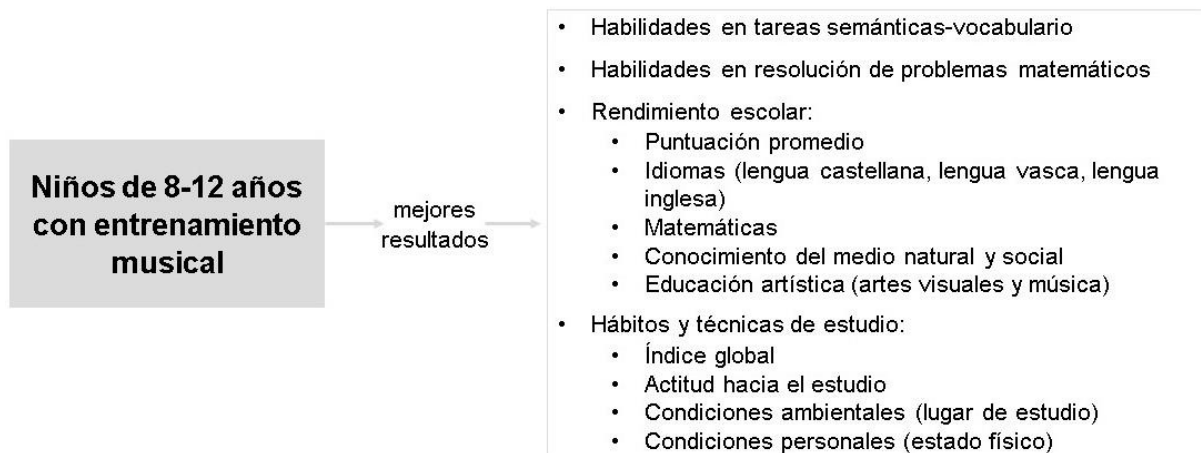 Niños de 8-12 años
con entrenamiento
musical
mejores
resultados
• Habilidades en tareas semánticas-vocabulario
• Habilidades en resolución de problemas matemáticos
• Rendimiento escolar:
• Puntuación promedio
• Idiomas (lengua castellana, lengua vasca, lengua
inglesa)
• Matemáticas
• Conocimiento del medio natural y social
• Educación artística (artes visuales y música)
• Hábitos y técnicas de estudio:
• Índice global
• Actitud hacia el estudio
• Condiciones ambientales (lugar de estudio)
• Condiciones personales (estado físico)